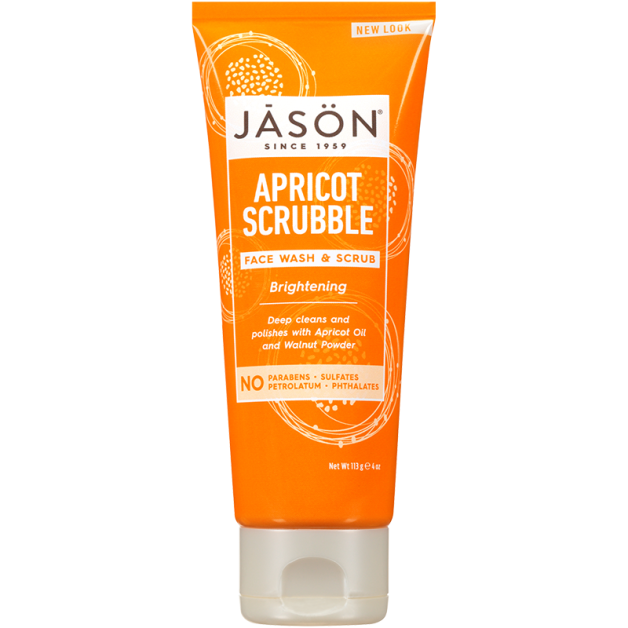 NEW LOOK
JĀSÖN®
SINCE 1959
APRICOT
SCRUBBLE
FACE WASH & SCRUB
Brightening
Deep cleans and
polishes with Apricot Oil
and Walnut Powder
NO PARABENS • SULFATES
PETROLATUM • PHTHALATES
Net Wt 113 g ℮ 4 oz